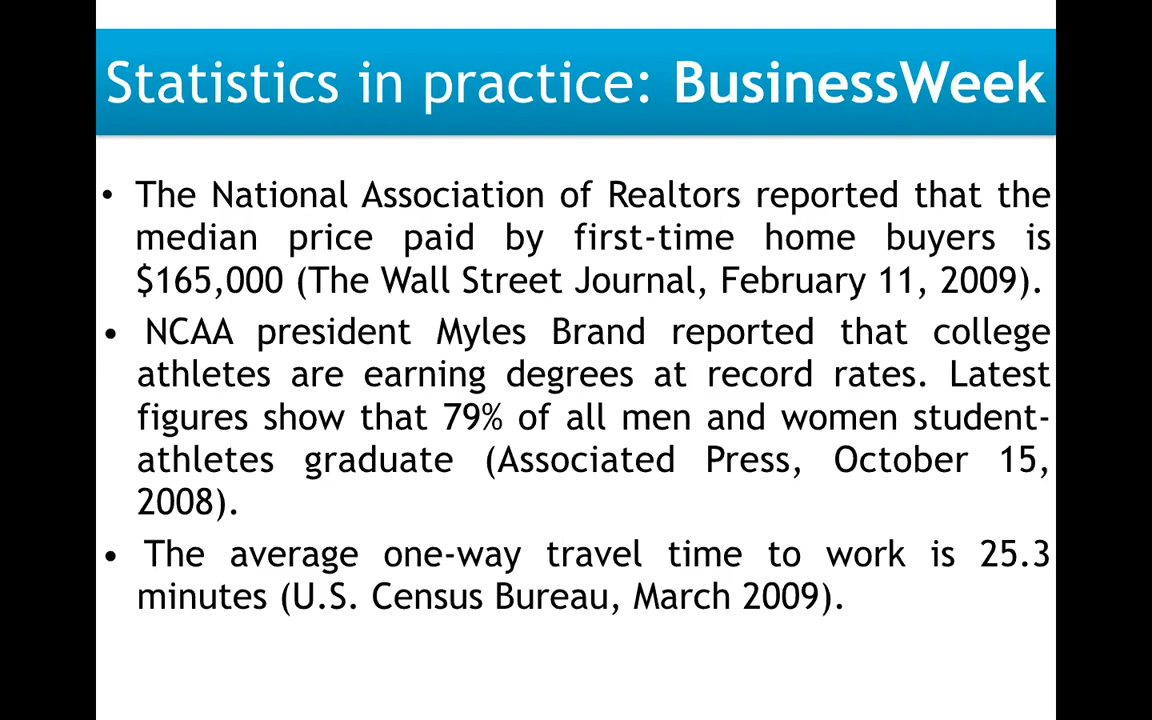 Statistics in practice: BusinessWeek
• The National Association of Realtors reported that the
median price paid by first-time home buyers is
$165,000 (The Wall Street Journal, February 11, 2009).
• NCAA president Myles Brand reported that college
athletes are earning degrees at record rates. Latest
figures show that 79% of all men and women student-
athletes graduate (Associated Press, October 15,
2008).
• The average one-way travel time to work is 25.3
minutes (U.S. Census Bureau, March 2009).